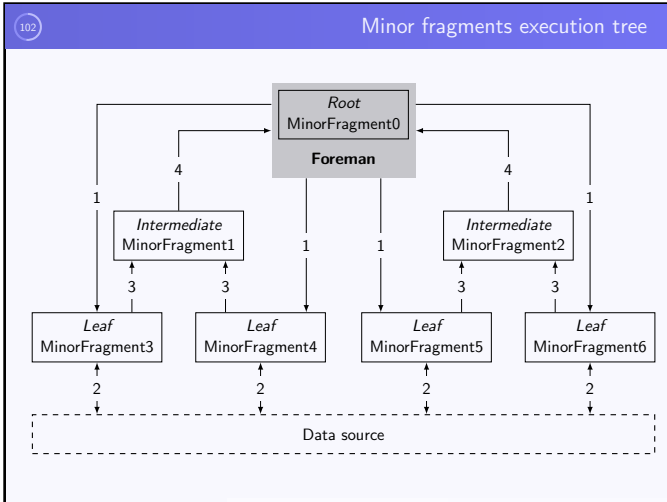 102
Minor fragments execution tree
Root
MinorFragment0
Foreman
4
4
1
1
1
1
Intermediate
MinorFragment1
Intermediate
MinorFragment2
3
3
3
3
Leaf
MinorFragment3
Leaf
MinorFragment4
Leaf
MinorFragment5
Leaf
MinorFragment6
2
2
2
2
Data source